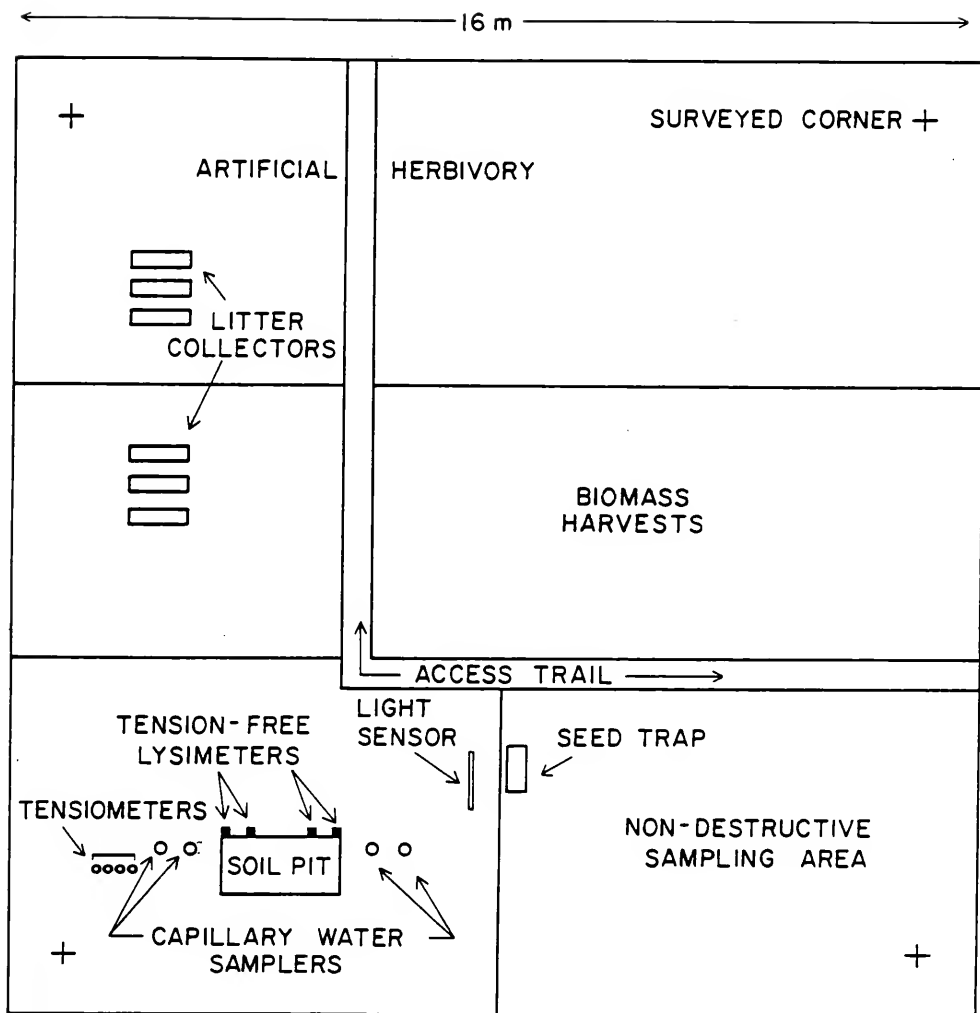 16 m
SURVEYED CORNER
ARTIFICIAL HERBIVORY
LITTER
COLLECTORS
BIOMASS
HARVESTS
ACCESS TRAIL
LIGHT
SENSOR
TENSION-FREE
LYSIMETERS
SEED TRAP
TENSIOMETERS
NON-DESTRUCTIVE
SAMPLING AREA
SOIL PIT
CAPILLARY WATER
SAMPLERS